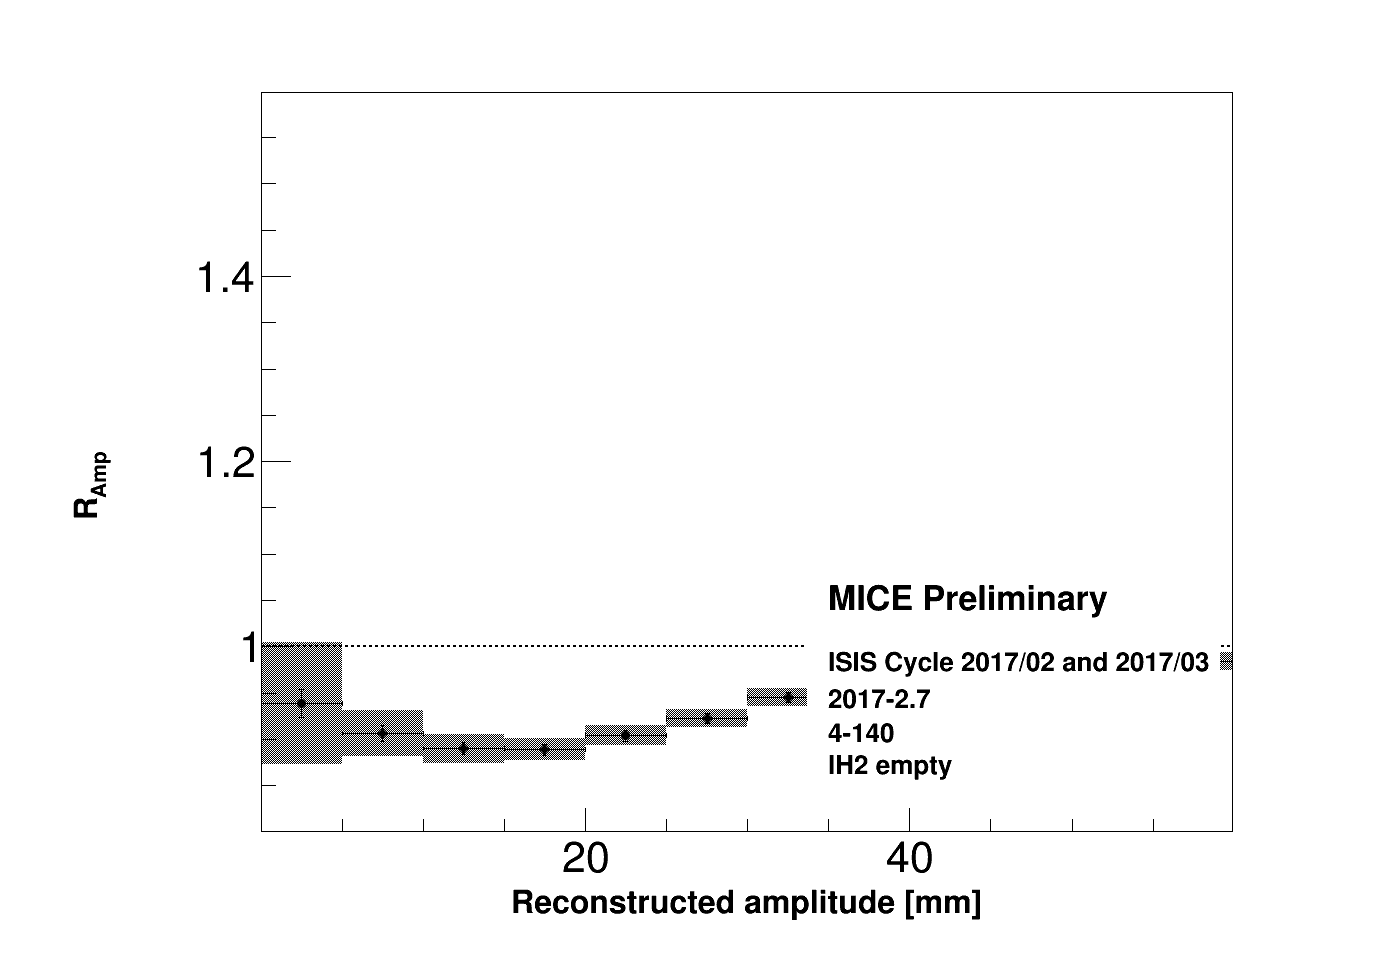 1.4
1.2
1
R_Amp
MICE Preliminary
ISIS Cycle 2017/02 and 2017/03
2017-2.7
4-140
IH2 empty
20 40
Reconstructed amplitude [mm]